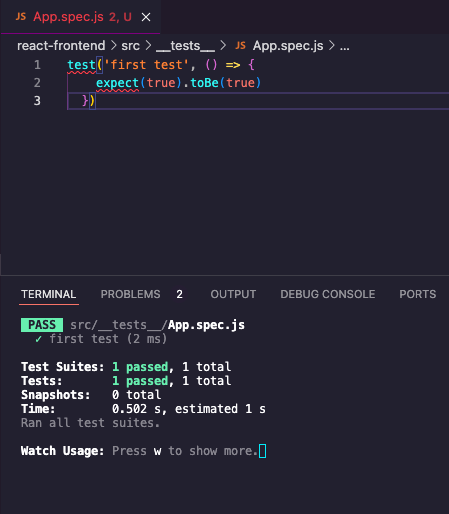 JS App.spec.js 2, U ×
react-frontend > src > __tests__ > JS App.spec.js > ...
1 test('first test', () => {
2     expect(true).toBe(true)
3   })
TERMINAL PROBLEMS 2 OUTPUT DEBUG CONSOLE PORTS
PASS src/__tests__/App.spec.js
✓ first test (2 ms)
Test Suites: 1 passed, 1 total
Tests:       1 passed, 1 total
Snapshots:   0 total
Time:        0.502 s, estimated 1 s
Ran all test suites.
Watch Usage: Press w to show more.